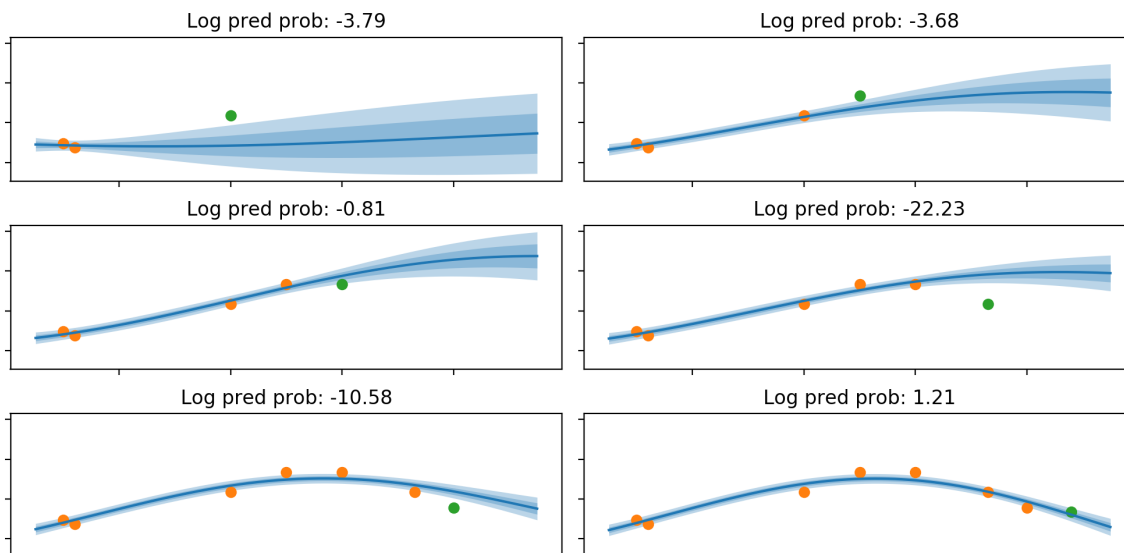 Log pred prob: -3.79
Log pred prob: -3.68
Log pred prob: -0.81
Log pred prob: -22.23
Log pred prob: -10.58
Log pred prob: 1.21